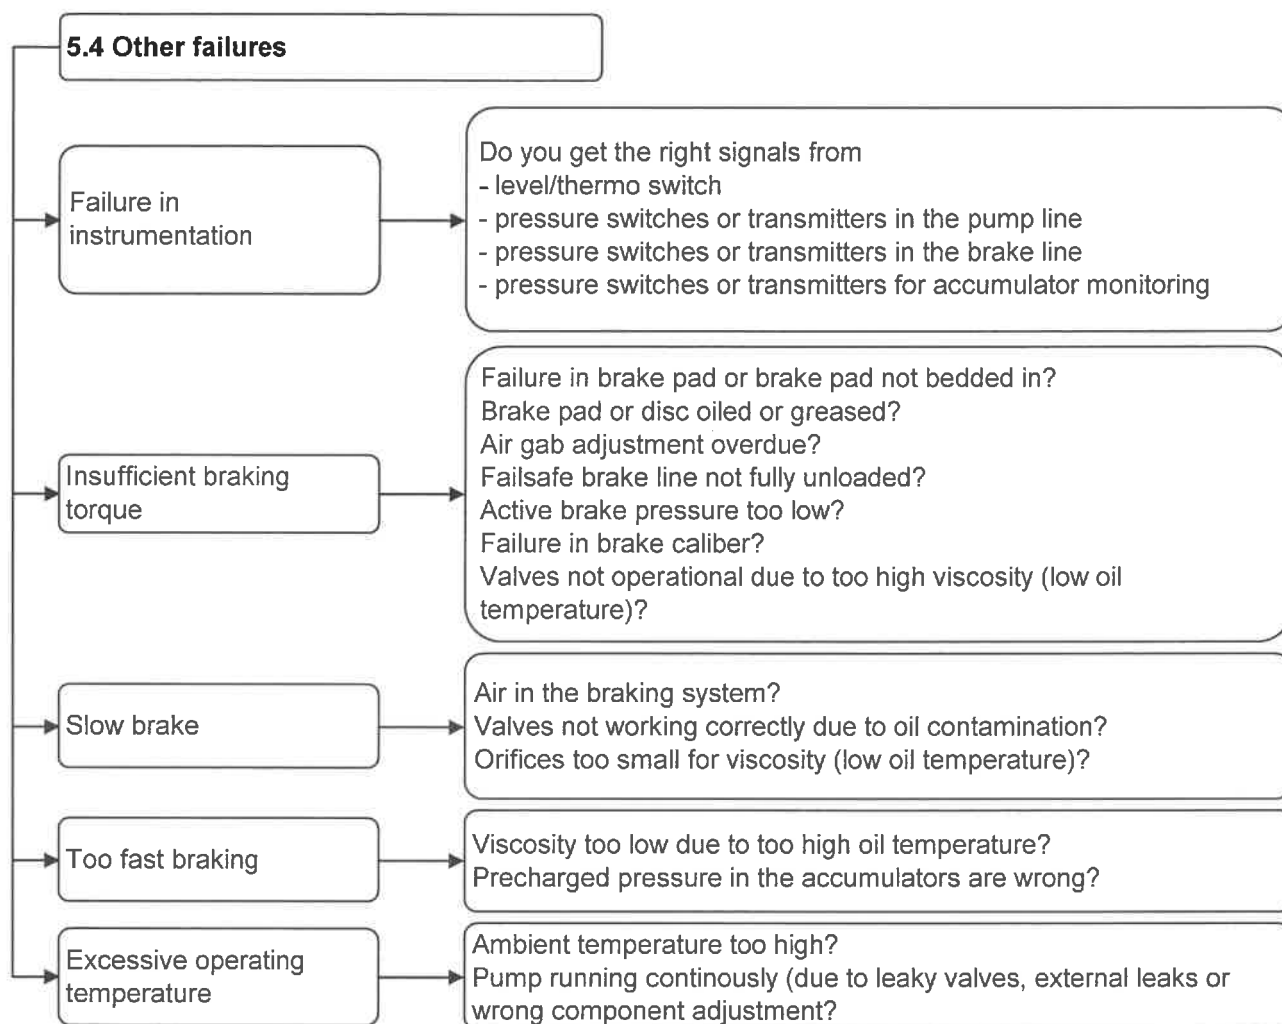 5.4 Other failures
Failure in
instrumentation
Do you get the right signals from
- level/thermo switch
- pressure switches or transmitters in the pump line
- pressure switches or transmitters in the brake line
- pressure switches or transmitters for accumulator monitoring
Insufficient braking
torque
Failure in brake pad or brake pad not bedded in?
Brake pad or disc oiled or greased?
Air gab adjustment overdue?
Failsafe brake line not fully unloaded?
Active brake pressure too low?
Failure in brake caliber?
Valves not operational due to too high viscosity (low oil
temperature)?
Slow brake
Air in the braking system?
Valves not working correctly due to oil contamination?
Orifices too small for viscosity (low oil temperature)?
Too fast braking
Viscosity too low due to too high oil temperature?
Precharged pressure in the accumulators are wrong?
Excessive operating
temperature
Ambient temperature too high?
Pump running continously (due to leaky valves, external leaks or
wrong component adjustment?